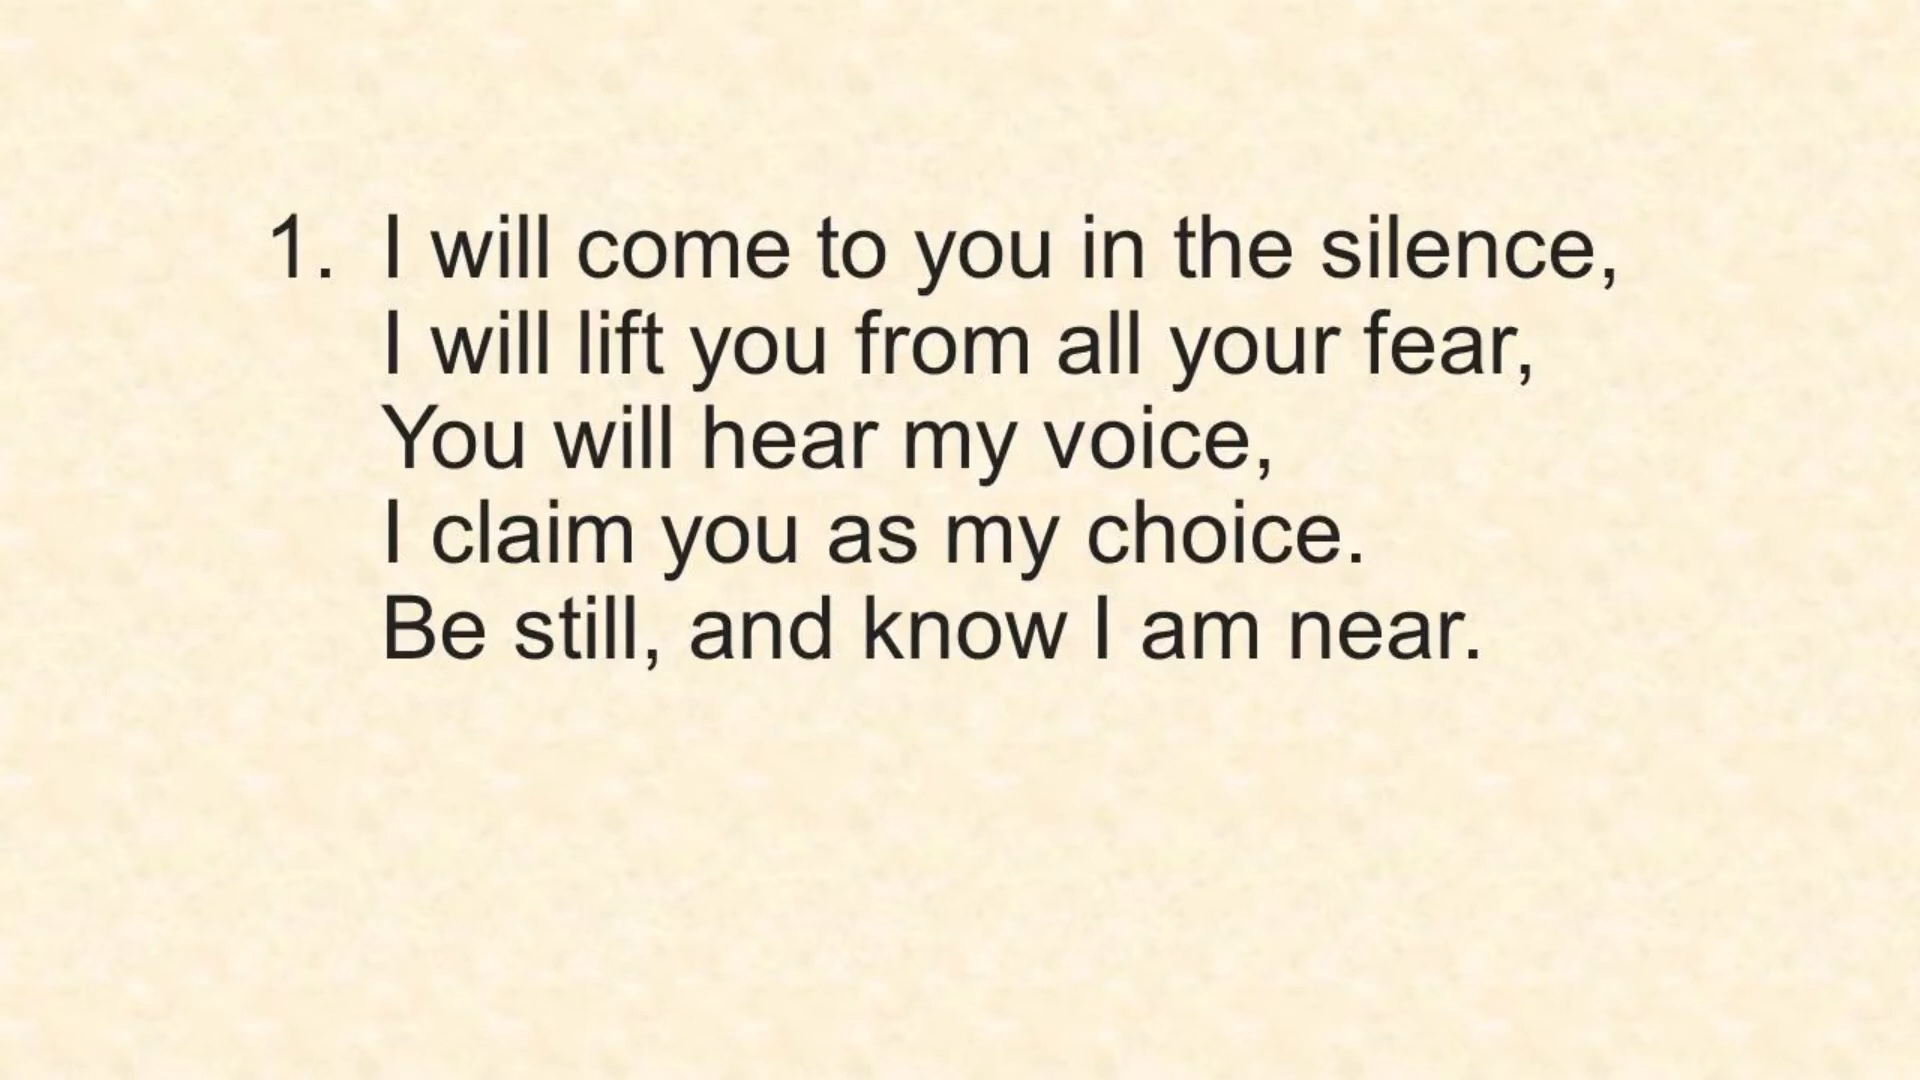 1. I will come to you in the silence,
I will lift you from all your fear,
You will hear my voice,
I claim you as my choice.
Be still, and know I am near.